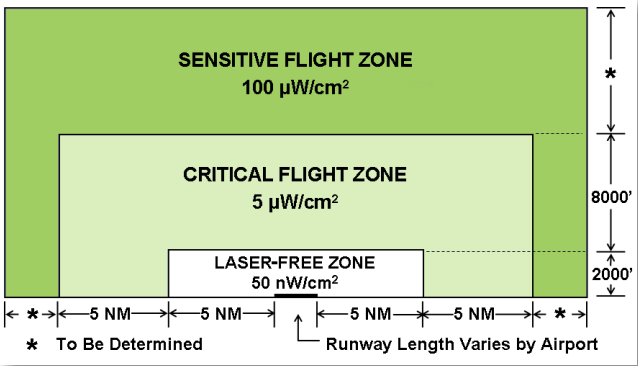 SENSITIVE FLIGHT ZONE
100 µW/cm²
*
CRITICAL FLIGHT ZONE
5 µW/cm²
8000'
LASER-FREE ZONE
50 nW/cm²
2000'
* 5 NM 5 NM 5 NM 5 NM *
* To Be Determined
Runway Length Varies by Airport